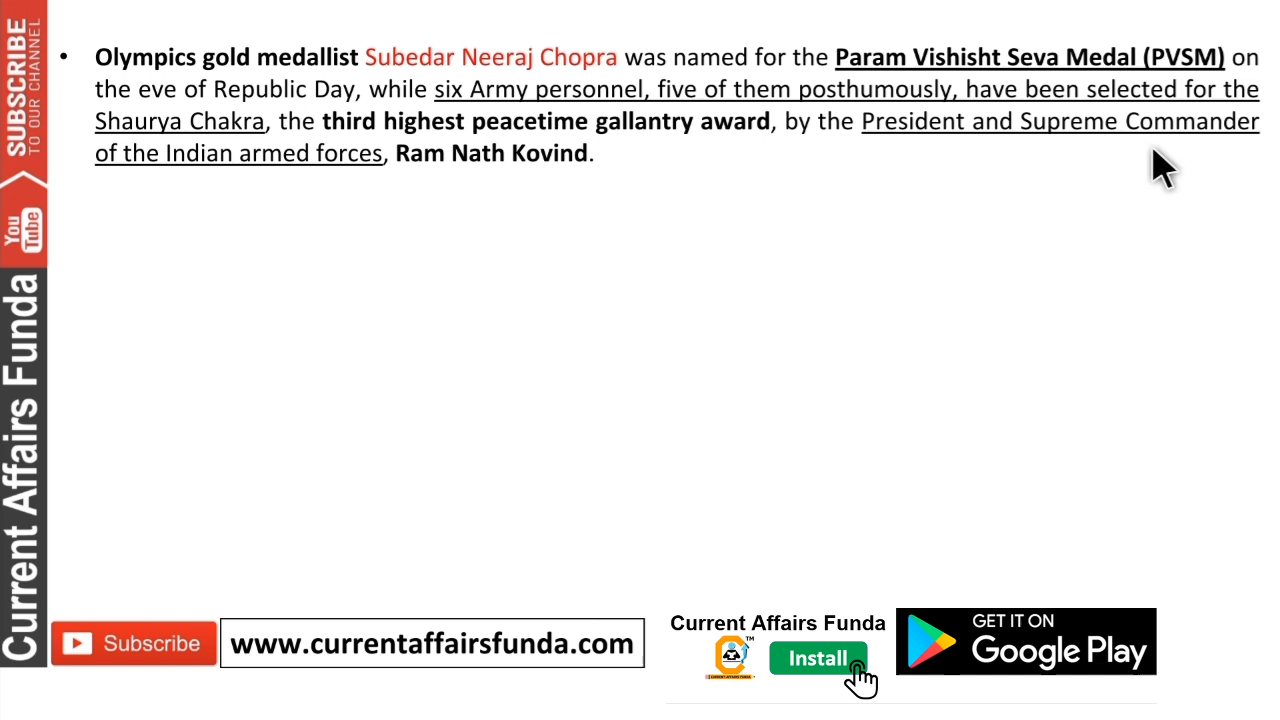 • Olympics gold medallist Subedar Neeraj Chopra was named for the Param Vishisht Seva Medal (PVSM) on
the eve of Republic Day, while six Army personnel, five of them posthumously, have been selected for the
Shaurya Chakra, the third highest peacetime gallantry award, by the President and Supreme Commander
of the Indian armed forces, Ram Nath Kovind.
SUBSCRIBE
TO OUR CHANNEL
You
Tube
Current Affairs Funda
Subscribe
www.currentaffairsfunda.com
Current Affairs Funda
TM
CURRENT AFFAIRS FUNDA
Install
GET IT ON
Google Play